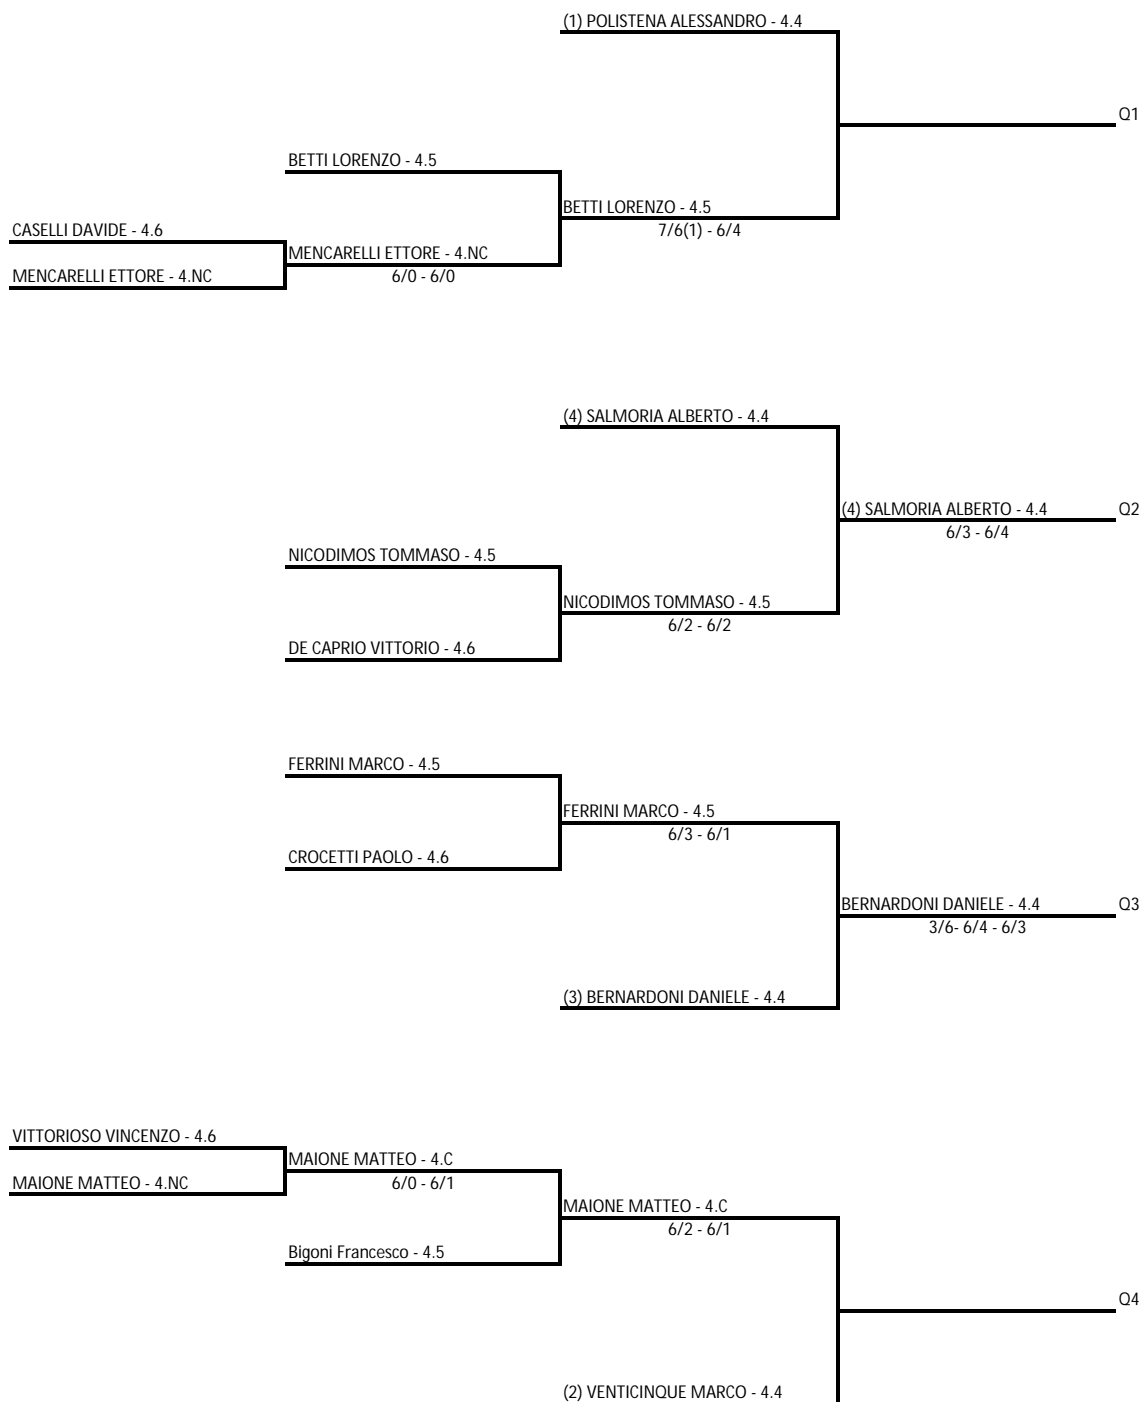 (1) POLISTENA ALESSANDRO - 4.4
Q1
BETTI LORENZO - 4.5
BETTI LORENZO - 4.5
7/6(1) - 6/4
CASELLI DAVIDE - 4.6
MENCARELLI ETTORE - 4.NC
6/0 - 6/0
MENCARELLI ETTORE - 4.NC
(4) SALMORIA ALBERTO - 4.4
(4) SALMORIA ALBERTO - 4.4
Q2
6/3 - 6/4
NICODIMOS TOMMASO - 4.5
NICODIMOS TOMMASO - 4.5
6/2 - 6/2
DE CAPRIO VITTORIO - 4.6
FERRINI MARCO - 4.5
FERRINI MARCO - 4.5
6/3 - 6/1
CROCETTI PAOLO - 4.6
BERNARDONI DANIELE - 4.4
Q3
3/6- 6/4 - 6/3
(3) BERNARDONI DANIELE - 4.4
VITTORIOSO VINCENZO - 4.6
MAIONE MATTEO - 4.C
6/0 - 6/1
MAIONE MATTEO - 4.NC
MAIONE MATTEO - 4.C
6/2 - 6/1
Bigoni Francesco - 4.5
Q4
(2) VENTICINQUE MARCO - 4.4